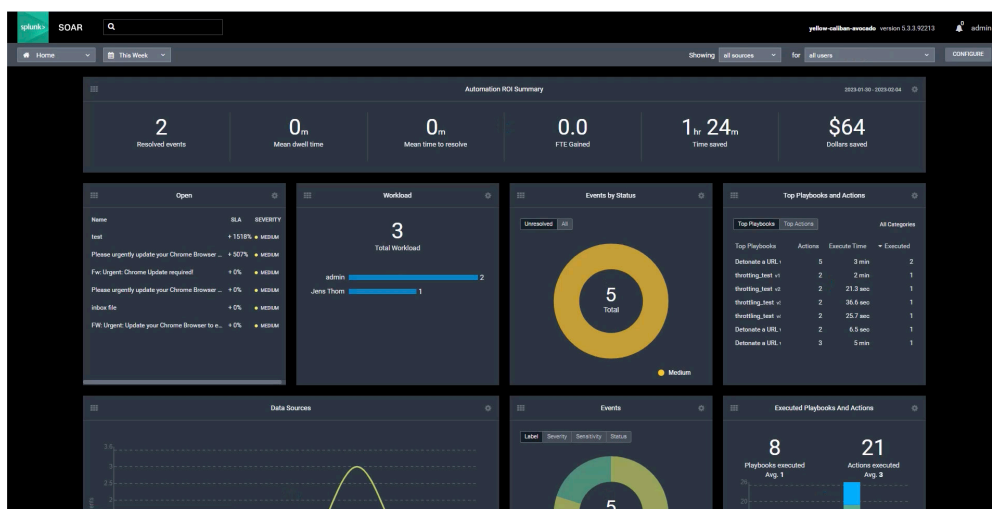 splunk> SOAR
yellow-caliban-avocado version 5.3.3.92213
0
admin
Home
This Week
Showing all sources for all users
CONFIGURE
Automation ROI Summary
2023-01-30 - 2023-02-04
2
Resolved events
0m
Mean dwell time
0m
Mean time to resolve
0.0
FTE Gained
1hr 24m
Time saved
$64
Dollars saved
Open
Name SLA SEVERITY
test + 1518% MEDIUM
Please urgently update your Chrome Browser ... + 507% MEDIUM
Fw: Urgent: Chrome Update required! + 0% MEDIUM
Please urgently update your Chrome Browser ... + 0% MEDIUM
inbox file + 0% MEDIUM
FW: Urgent: Update your Chrome Browser to e... + 0% MEDIUM
Workload
3
Total Workload
admin 2
Jens Thom 1
Events by Status
Unresolved All
5
Total
Medium
Top Playbooks and Actions
Top Playbooks Top Actions All Categories
Top Playbooks Actions Execute Time Executed
Detonate a URL 5 3 min 2
throtting_test v1 2 2 min 1
throttling_test v2 2 21.3 sec 1
throttling_test 2 36.6 sec 1
throttling_test 2 25.7 sec 1
Detonate a URL 2 6.5 sec 1
Detonate a URL 3 5 min 1
Data Sources
3.6
3
2.5
2
Events
Label Severity Sensitivity Status
5
Executed Playbooks And Actions
8
Playbooks executed
Avg. 1
21
Actions executed
Avg. 3